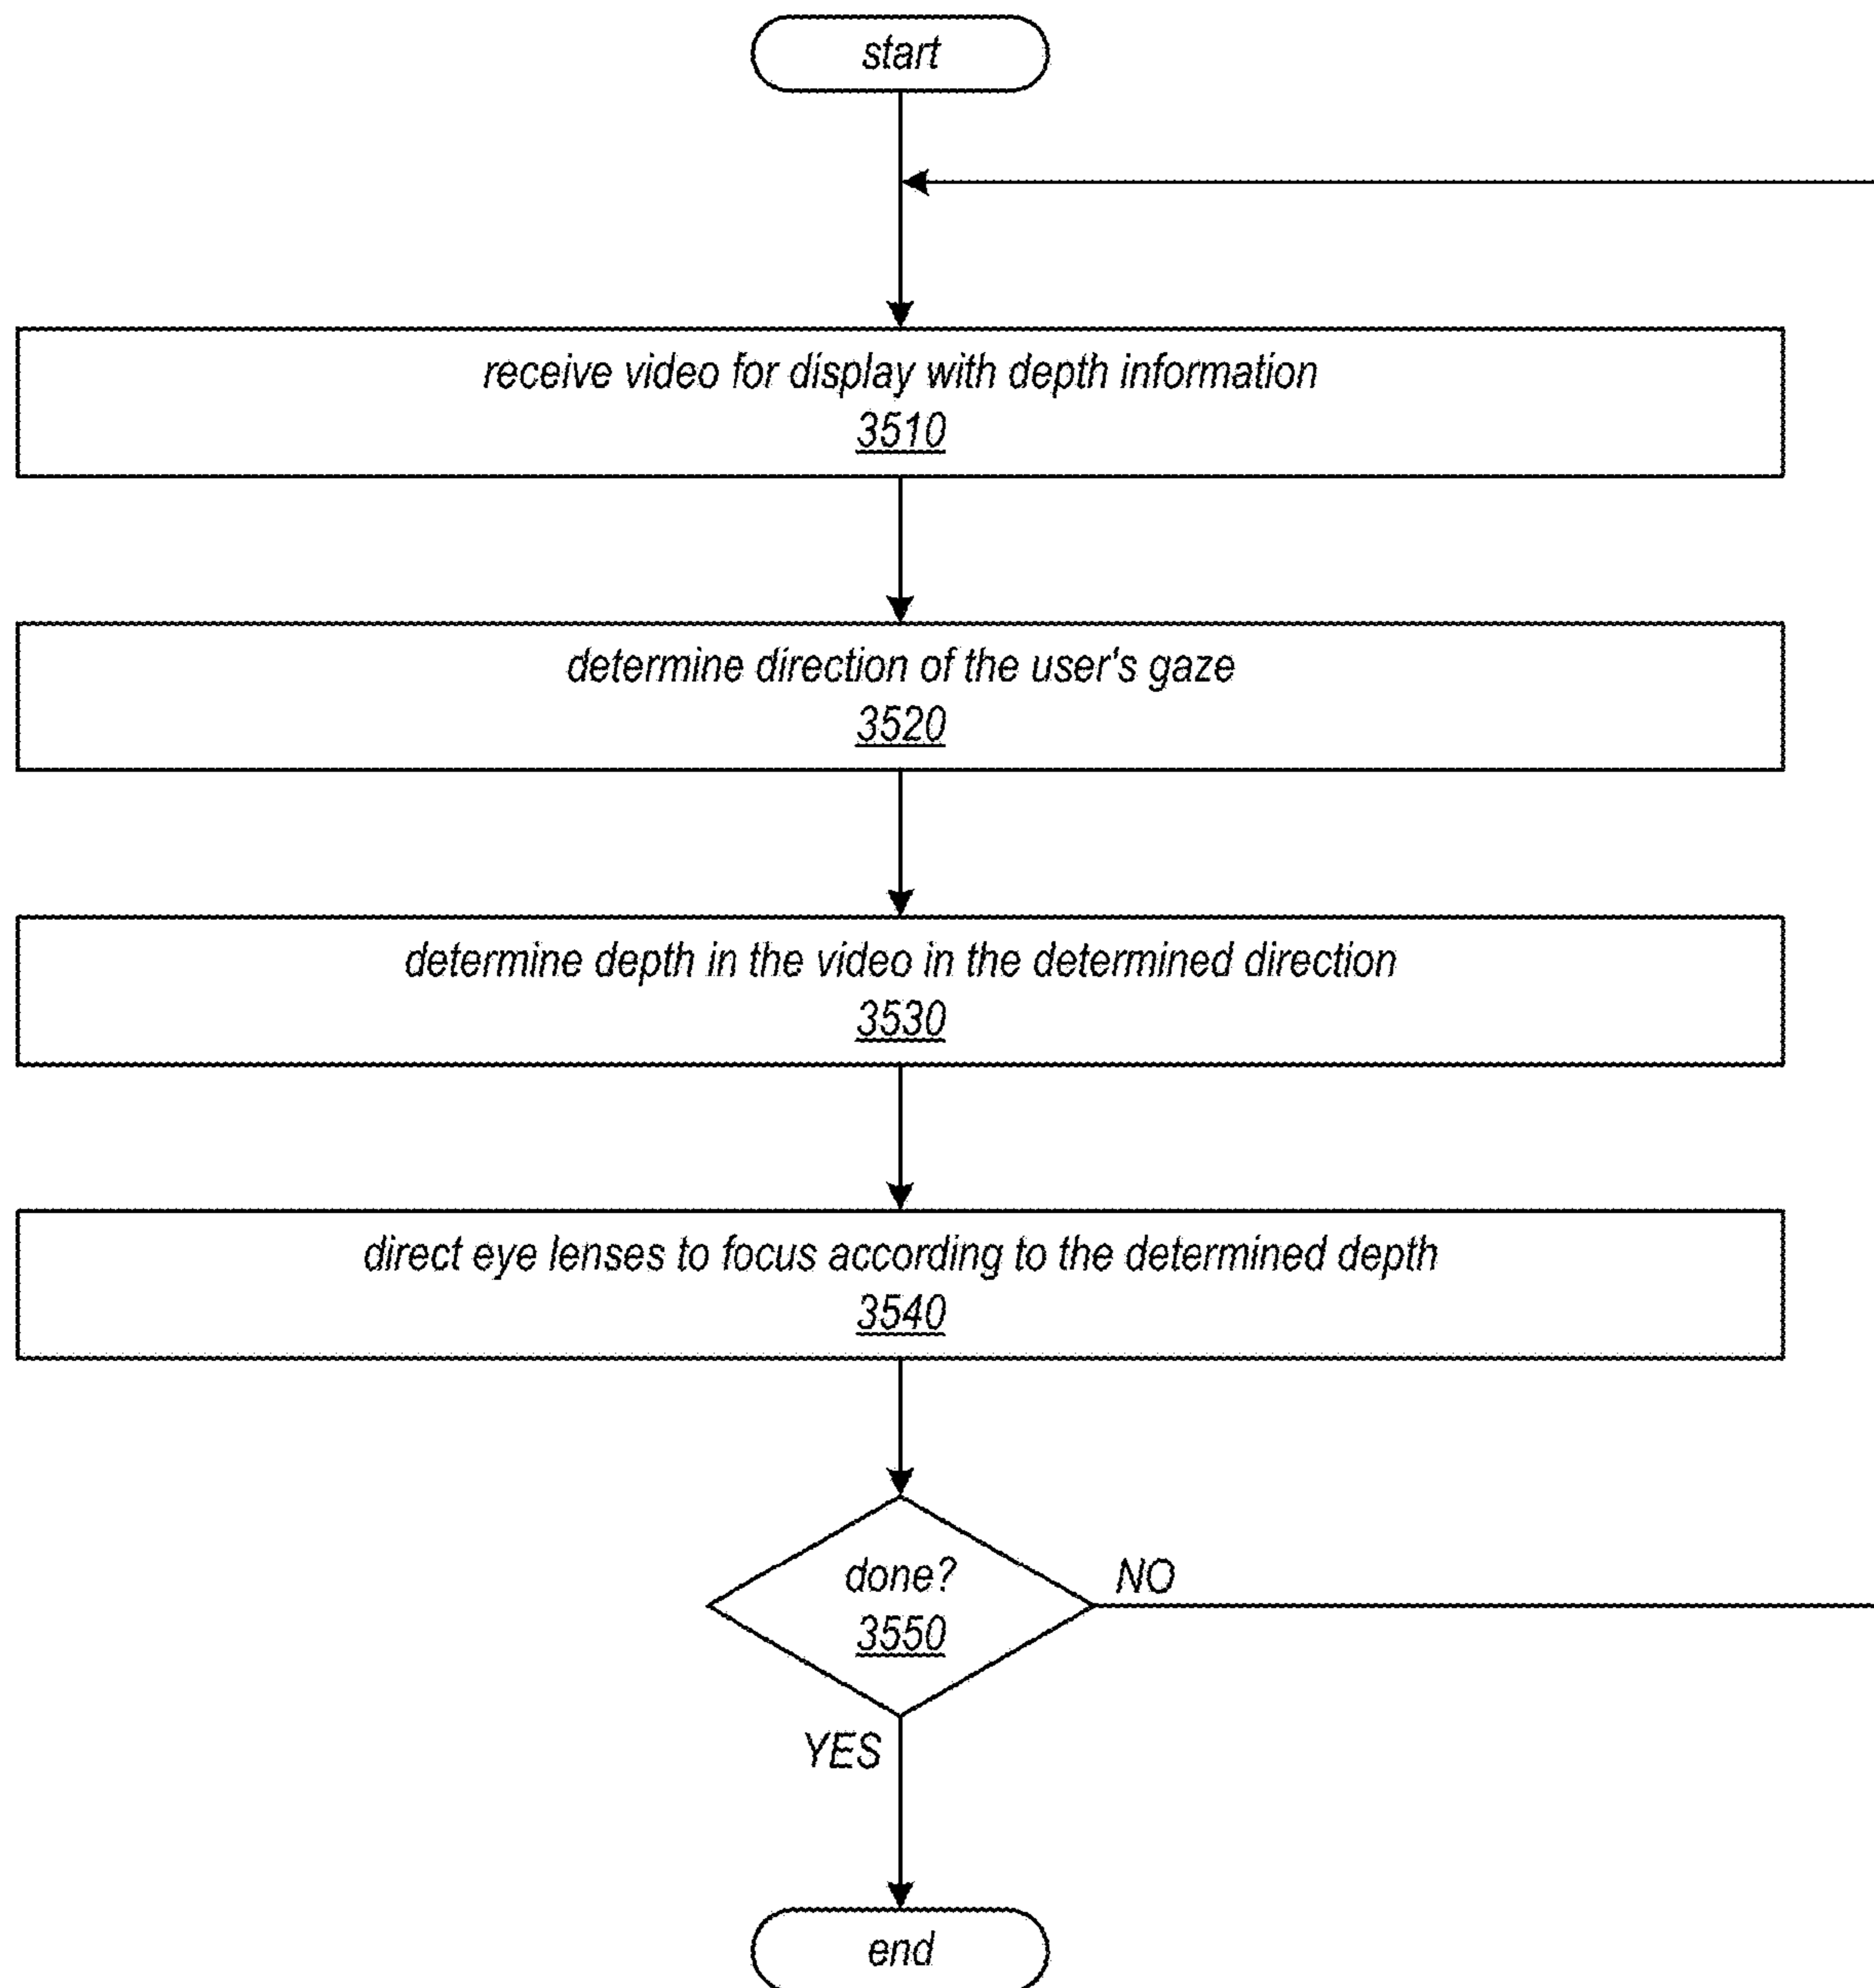 start
receive video for display with depth information
3510
determine direction of the user's gaze
3520
determine depth in the video in the determined direction
3530
direct eye lenses to focus according to the determined depth
3540
done?
3550
NO
YES
end